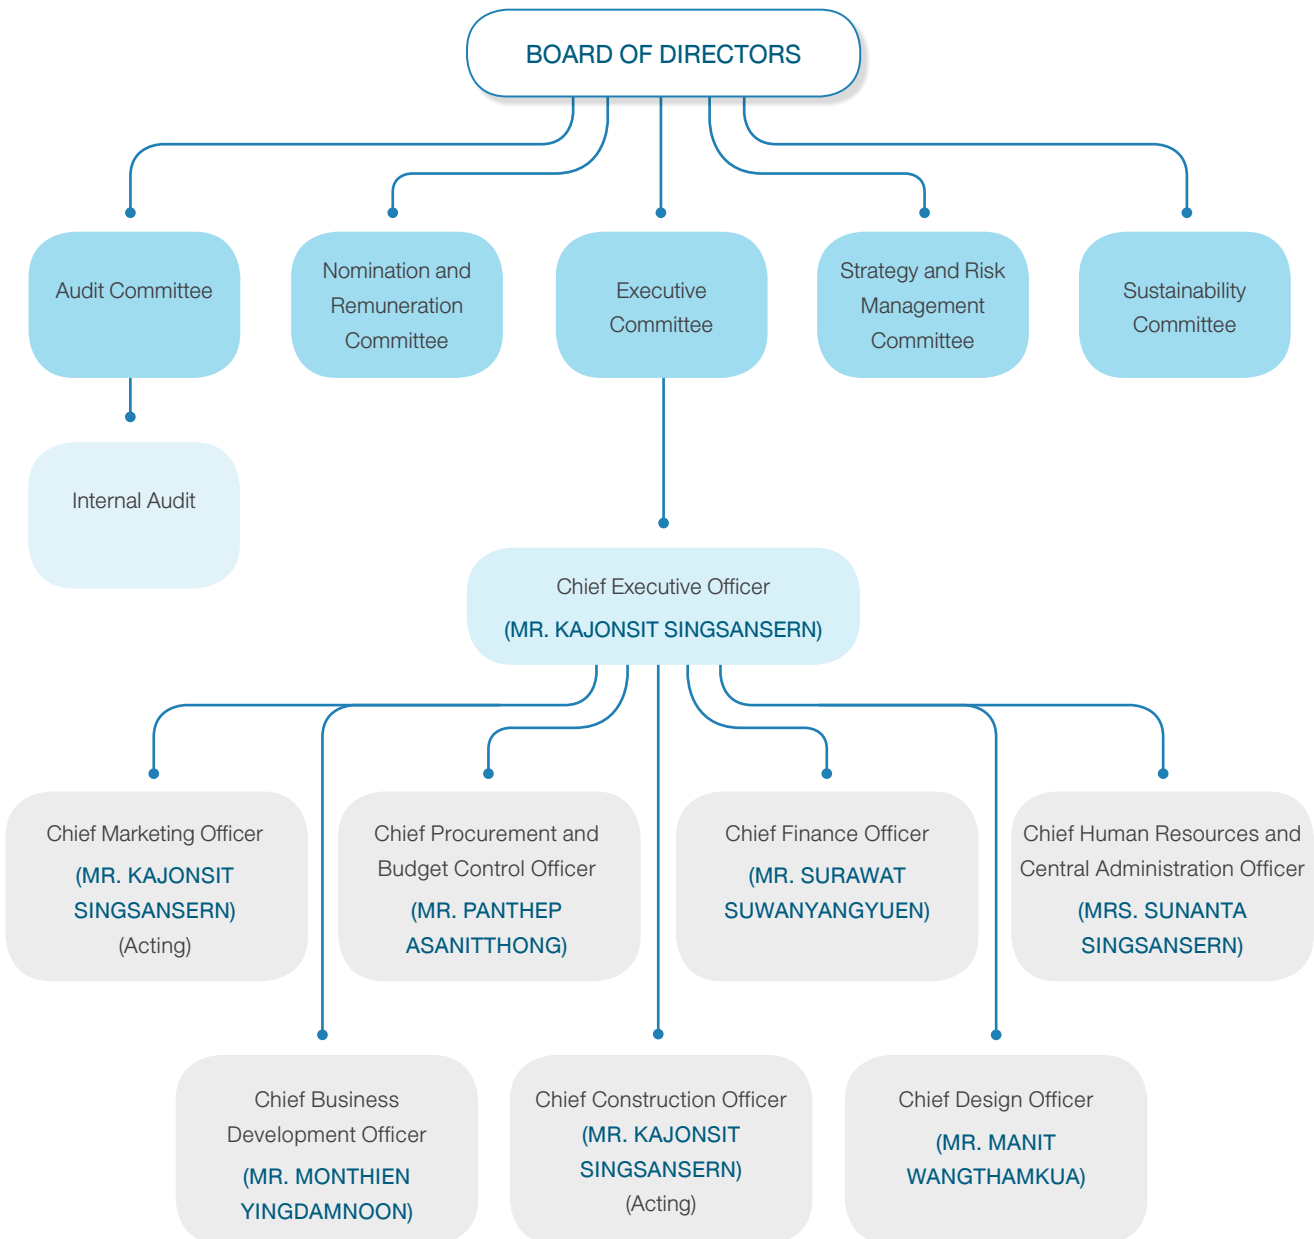 BOARD OF DIRECTORS
Audit Committee
Nomination and
Remuneration
Committee
Executive
Committee
Strategy and Risk
Management
Committee
Sustainability
Committee
Internal Audit
Chief Executive Officer
(MR. KAJONSIT SINGSANSERN)
Chief Marketing Officer
(MR. KAJONSIT
SINGSANSERN)
(Acting)
Chief Procurement and
Budget Control Officer
(MR. PANTHEP
ASANITTHONG)
Chief Finance Officer
(MR. SURAWAT
SUWANYANGYUEN)
Chief Human Resources and
Central Administration Officer
(MRS. SUNANTA
SINGSANSERN)
Chief Business
Development Officer
(MR. MONTHIEN
YINGDAMNOON)
Chief Construction Officer
(MR. KAJONSIT
SINGSANSERN)
(Acting)
Chief Design Officer
(MR. MANIT
WANGTHAMKUA)